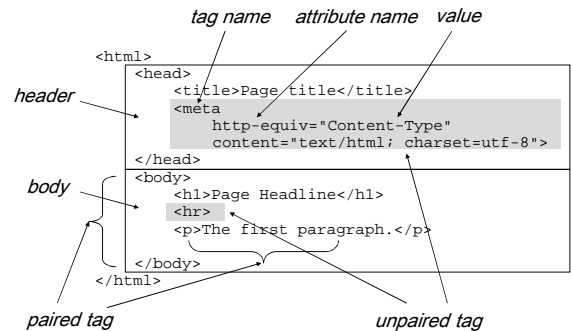 tag name attribute name value
<html>
<head>
<title>Page title</title>
header
<meta
http-equiv="Content-Type"
content="text/html; charset=utf-8">
</head>
body
<body>
<h1>Page Headline</h1>
<hr>
<p>The first paragraph.</p>
</body>
</html>
paired tag unpaired tag